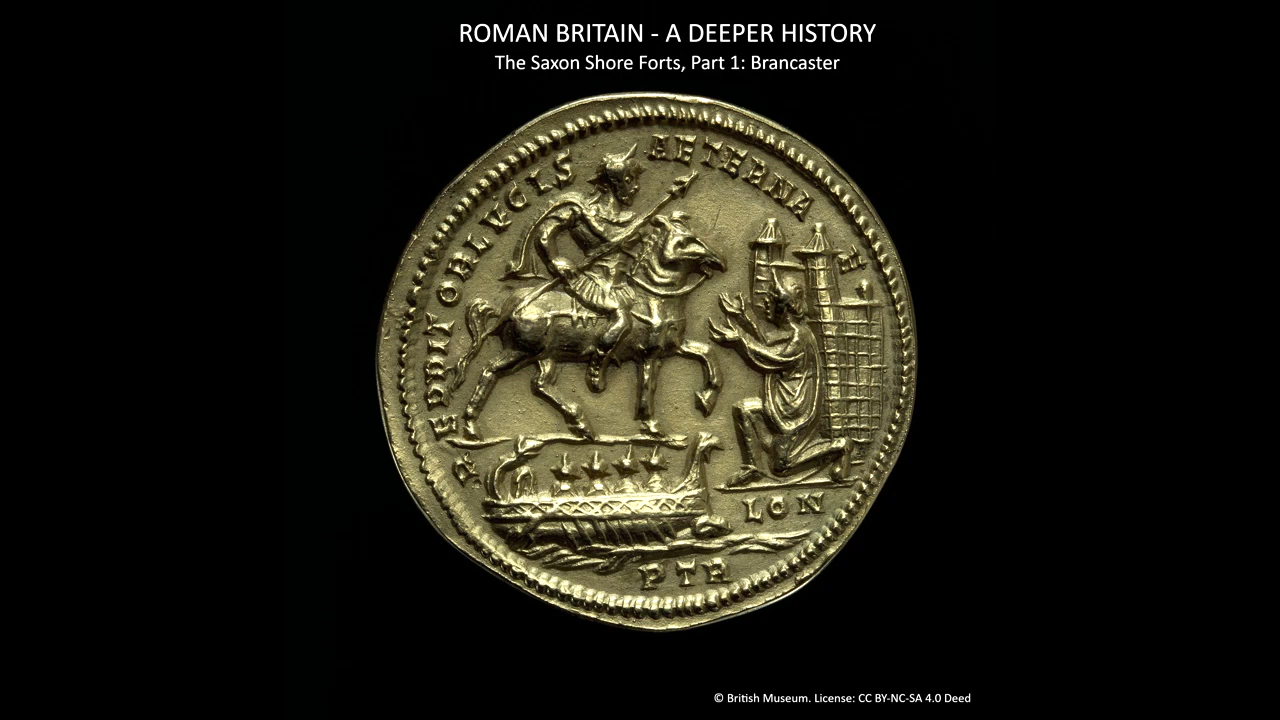 ROMAN BRITAIN - A DEEPER HISTORY
The Saxon Shore Forts, Part 1: Brancaster
REDDITOR LVCIS AETERNAE
LON
PTR
© British Museum. License: CC BY-NC-SA 4.0 Deed